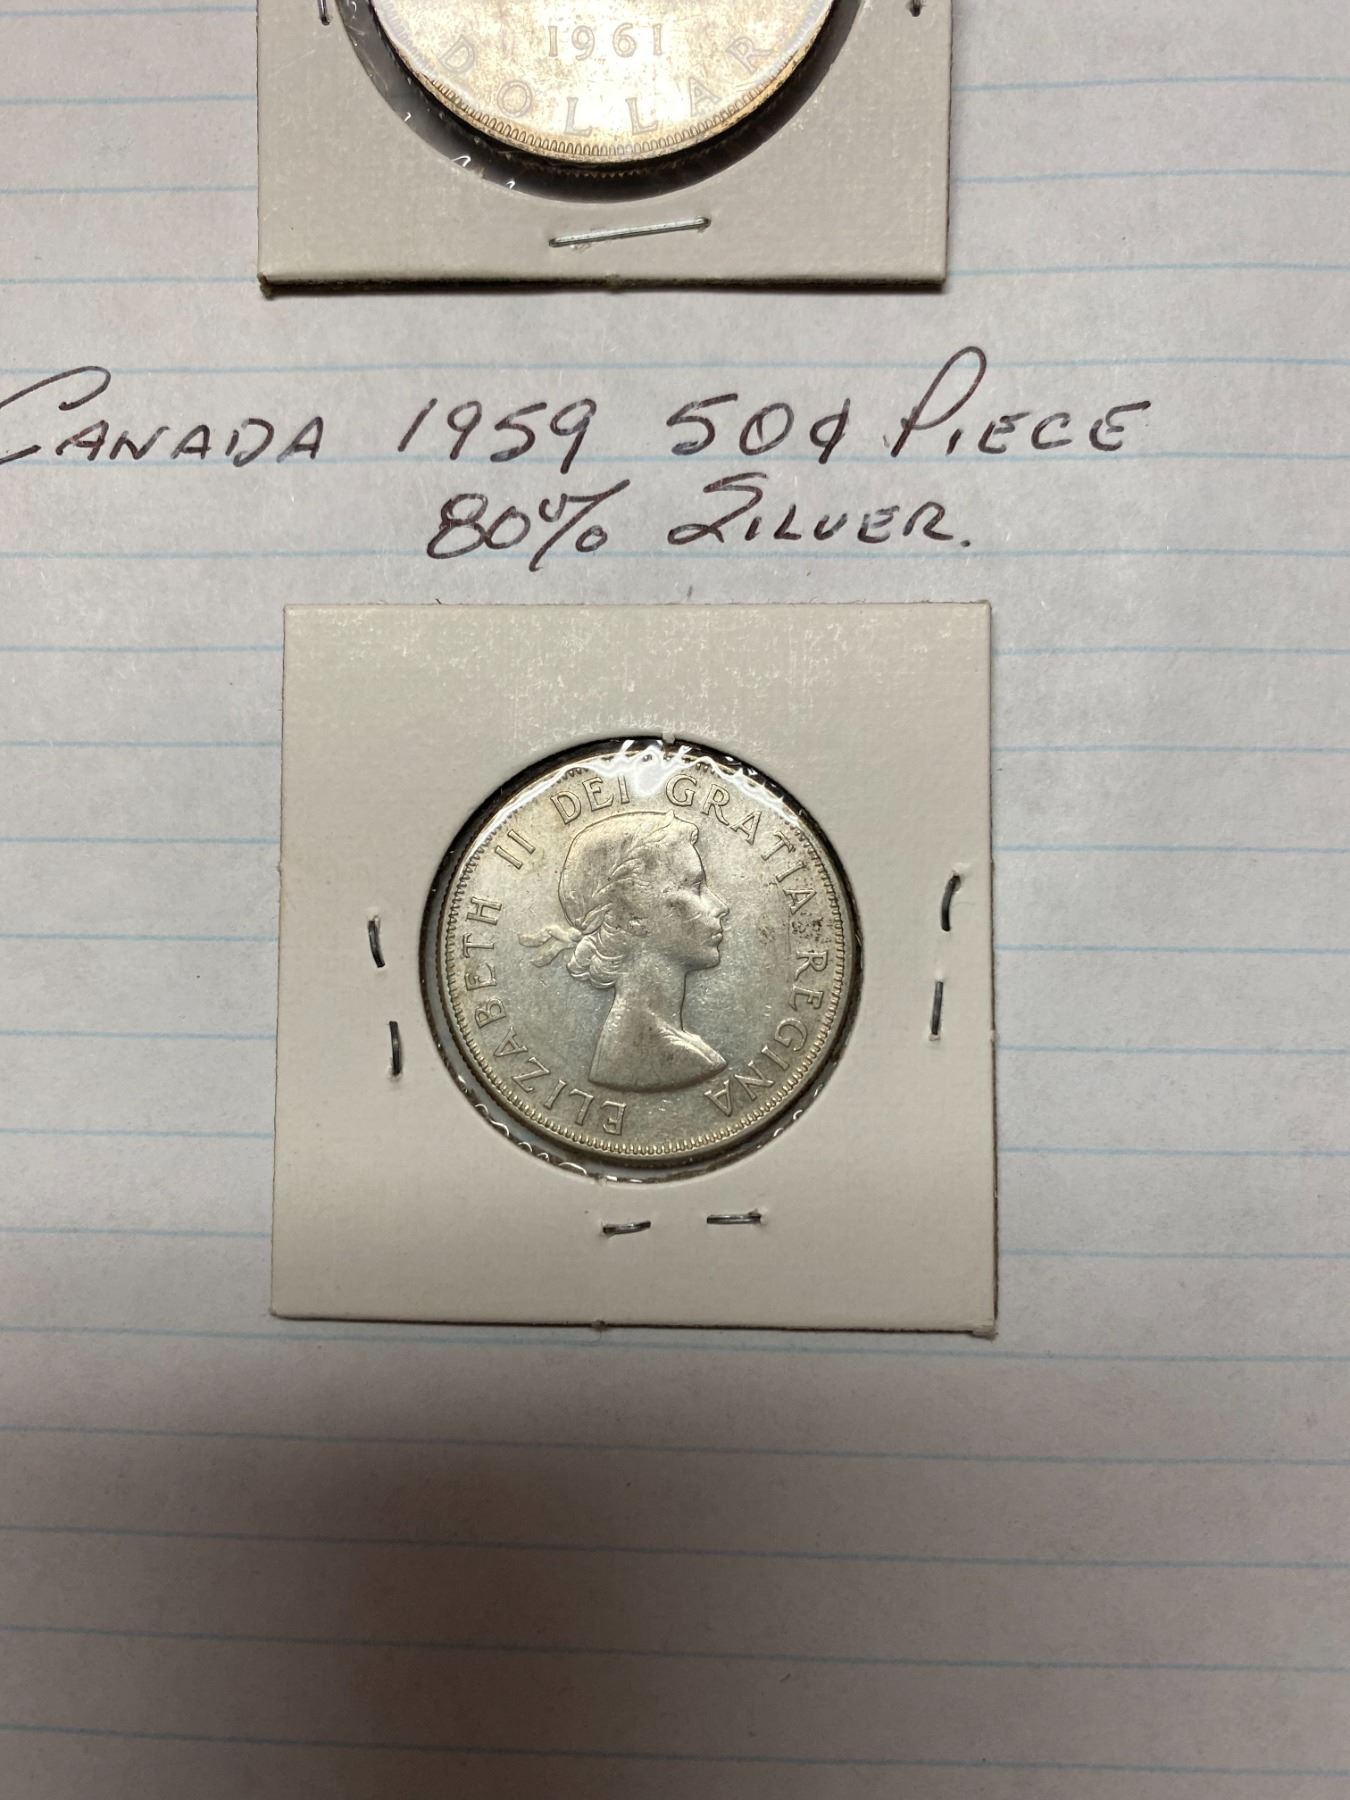 1961
DOLLAR
CANADA 1959 50¢ PIECE
80% SILVER.
ELIZABETH II DEI GRATIA REGINA